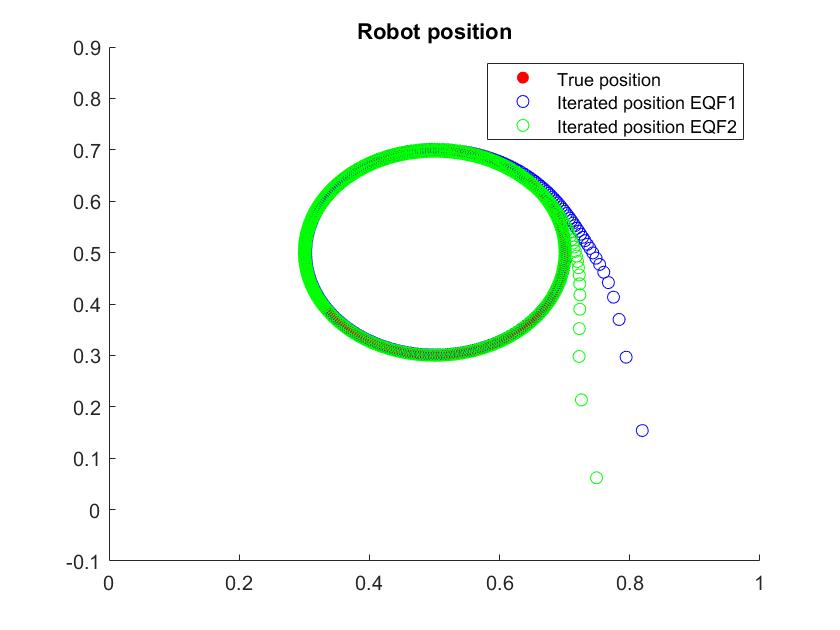 Robot position
True position
Iterated position EQF1
Iterated position EQF2
0.9
0.8
0.7
0.6
0.5
0.4
0.3
0.2
0.1
0
-0.1
0 0.2 0.4 0.6 0.8 1